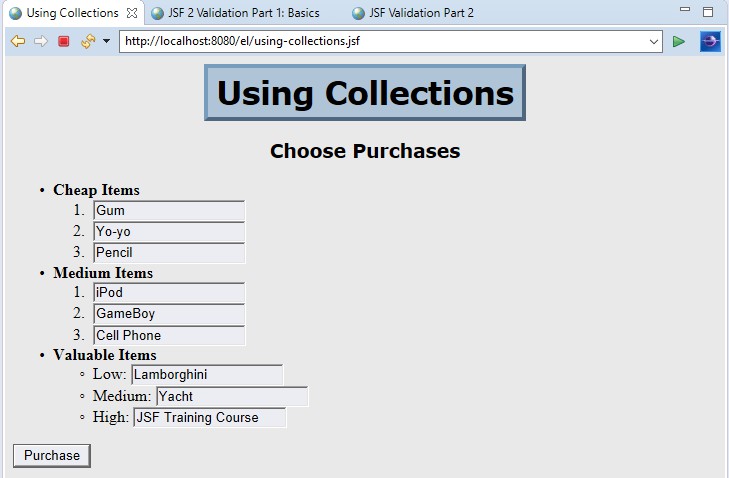 Using Collections
JSF 2 Validation Part 1: Basics
JSF Validation Part 2
http://localhost:8080/el/using-collections.jsf
Using Collections
Choose Purchases
• Cheap Items
1. Gum
2. Yo-yo
3. Pencil
• Medium Items
1. iPod
2. GameBoy
3. Cell Phone
• Valuable Items
◦ Low: Lamborghini
◦ Medium: Yacht
◦ High: JSF Training Course
Purchase